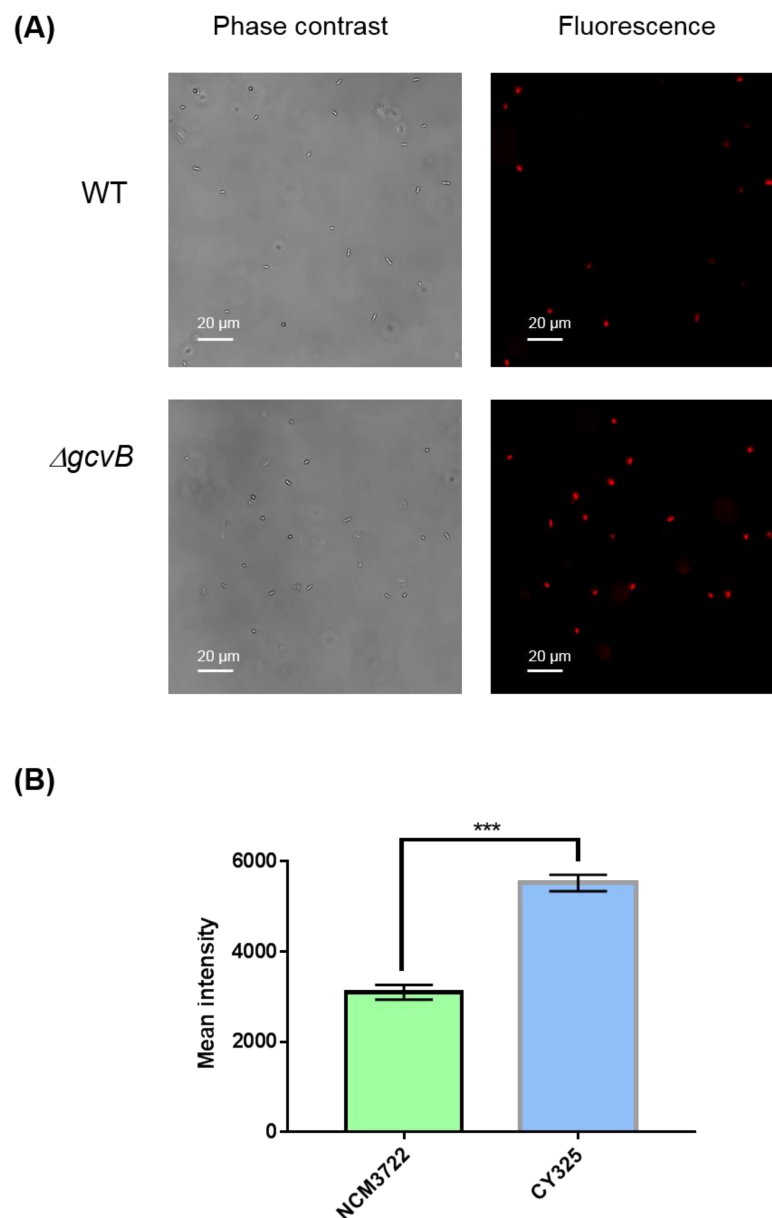 (A)
Phase contrast
Fluorescence
WT
20 µm
20 µm
ΔgcvB
20 µm
20 µm
(B)
***
6000
4000
2000
0
Mean intensity
NCM3722
CY325